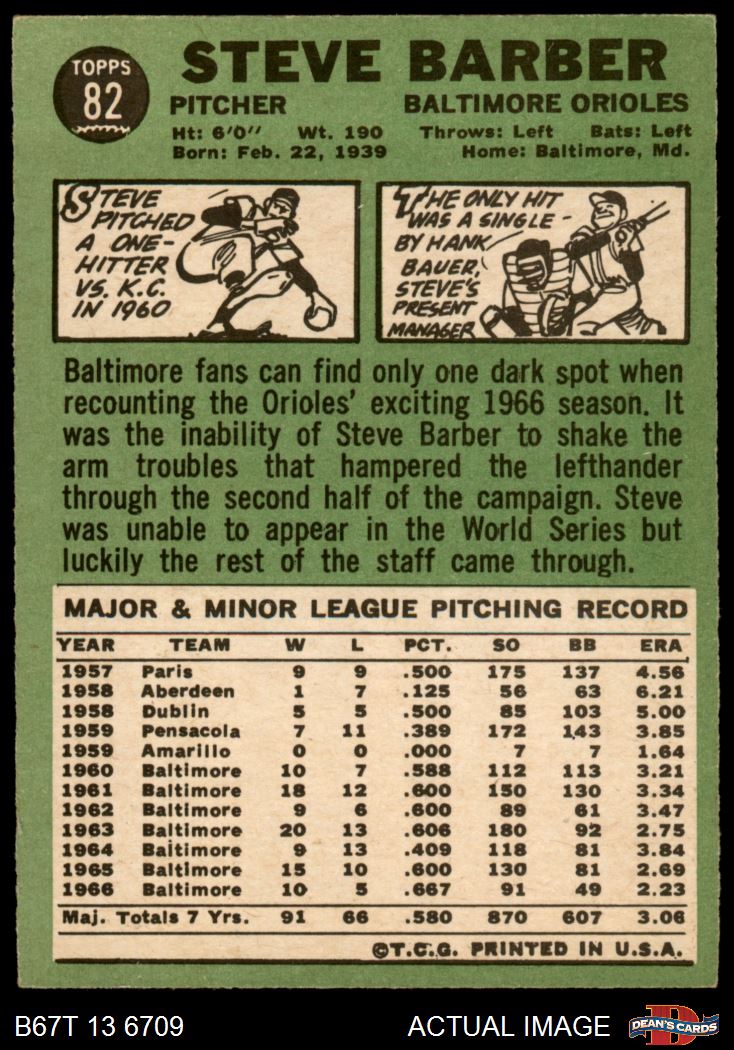 TOPPS
82
STEVE BARBER
PITCHER BALTIMORE ORIOLES
Ht: 6'0" Wt. 190 Throws: Left Bats: Left
Born: Feb. 22, 1939 Home: Baltimore, Md.
STEVE
PITCHED
A ONE-
HITTER
VS. K.C.
IN 1960
THE ONLY HIT
WAS A SINGLE -
BY HANK
BAUER,
STEVE'S
PRESENT
MANAGER
Baltimore fans can find only one dark spot when
recounting the Orioles' exciting 1966 season. It
was the inability of Steve Barber to shake the
arm troubles that hampered the lefthander
through the second half of the campaign. Steve
was unable to appear in the World Series but
luckily the rest of the staff came through.
MAJOR & MINOR LEAGUE PITCHING RECORD
YEAR TEAM W L PCT. SO BB ERA
1957 Paris 9 9 .500 175 137 4.56
1958 Aberdeen 1 7 .125 56 63 6.21
1958 Dublin 5 5 .500 85 103 5.00
1959 Pensacola 7 11 .389 172 143 3.85
1959 Amarillo 0 0 .000 7 7 1.64
1960 Baltimore 10 7 .588 112 113 3.21
1961 Baltimore 18 12 .600 150 130 3.34
1962 Baltimore 9 6 .600 89 61 3.47
1963 Baltimore 20 13 .606 180 92 2.75
1964 Baltimore 9 13 .409 118 81 3.84
1965 Baltimore 15 10 .600 130 81 2.69
1966 Baltimore 10 5 .667 91 49 2.23
Maj. Totals 7 Yrs. 91 66 .580 870 607 3.06
©T.C.G. PRINTED IN U.S.A.
B67T 13 6709 ACTUAL IMAGE DEAN'S CARDS